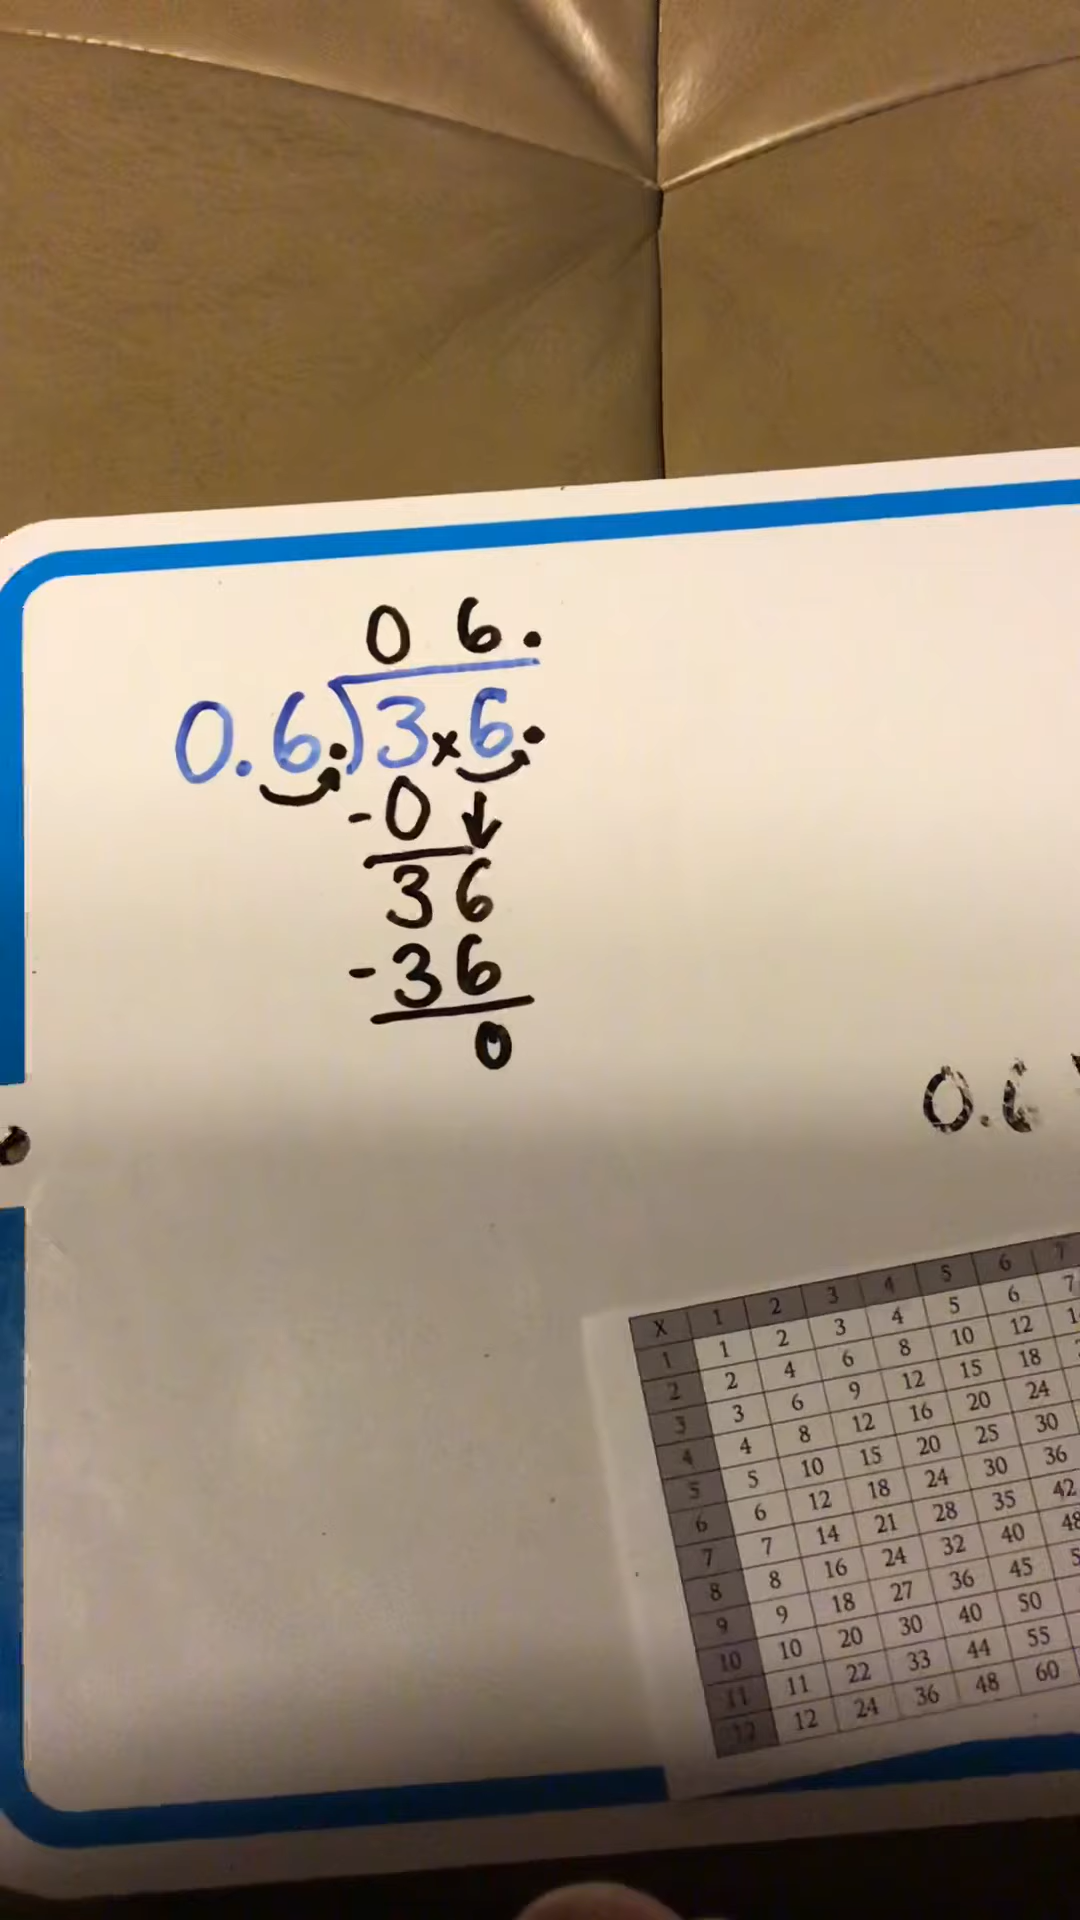 0 6.
0.6.)3×6.
-0
36
-36
0
0.6
X 1 2 3 4 5 6 7
1 1 2 3 4 5 6 7
2 2 4 6 8 10 12
3 3 6 9 12 15 18
4 4 8 12 16 20 24
5 5 10 15 20 25 30
6 6 12 18 24 30 36
7 7 14 21 28 35 42
8 8 16 24 32 40 48
9 9 18 27 36 45
10 10 20 30 40 50
11 11 22 33 44 55
12 12 24 36 48 60